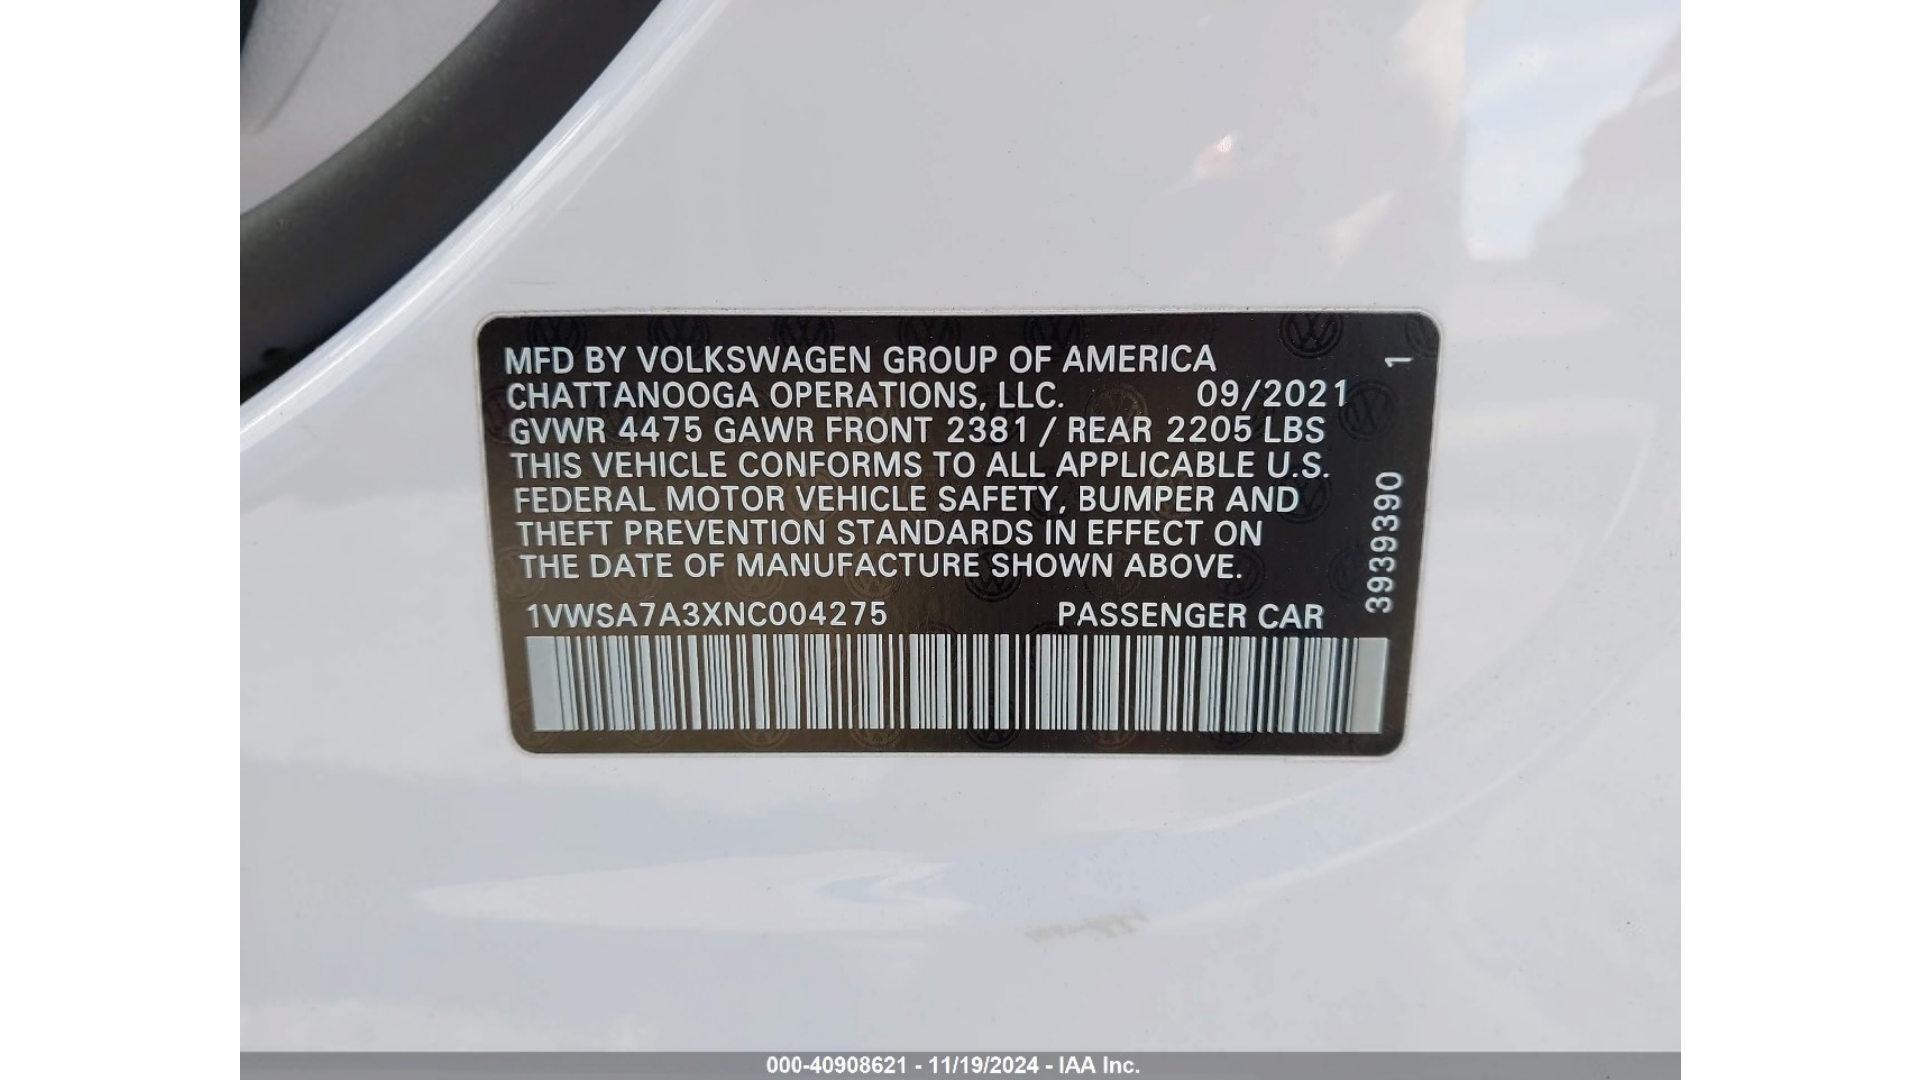 MFD BY VOLKSWAGEN GROUP OF AMERICA
CHATTANOOGA OPERATIONS, LLC. 09/2021
GVWR 4475 GAWR FRONT 2381 / REAR 2205 LBS
THIS VEHICLE CONFORMS TO ALL APPLICABLE U.S.
FEDERAL MOTOR VEHICLE SAFETY, BUMPER AND
THEFT PREVENTION STANDARDS IN EFFECT ON
THE DATE OF MANUFACTURE SHOWN ABOVE.
1VWSA7A3XNC004275 PASSENGER CAR
39393390 1
000-40908621 - 11/19/2024 - IAA Inc.